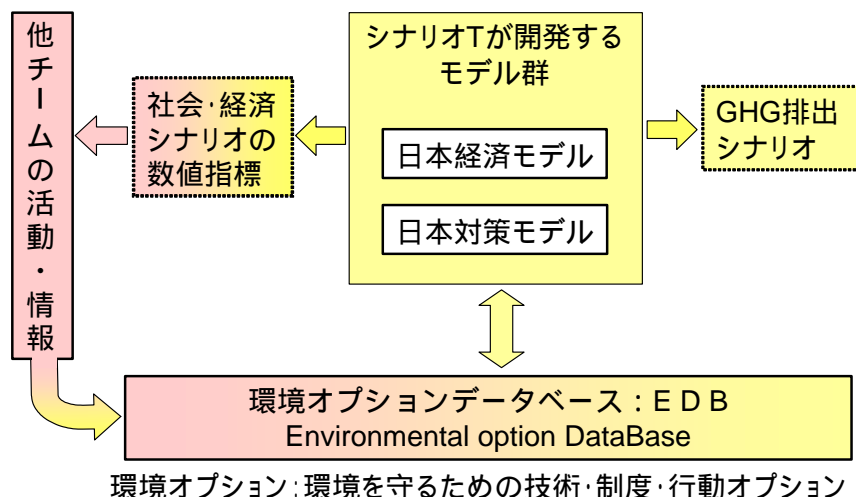 他チームの活動・情報
社会・経済
シナリオの
数値指標
シナリオTが開発する
モデル群
日本経済モデル
日本対策モデル
GHG排出
シナリオ
環境オプションデータベース：ＥＤＢ
Environmental option DataBase
環境オプション：環境を守るための技術・制度・行動オプション